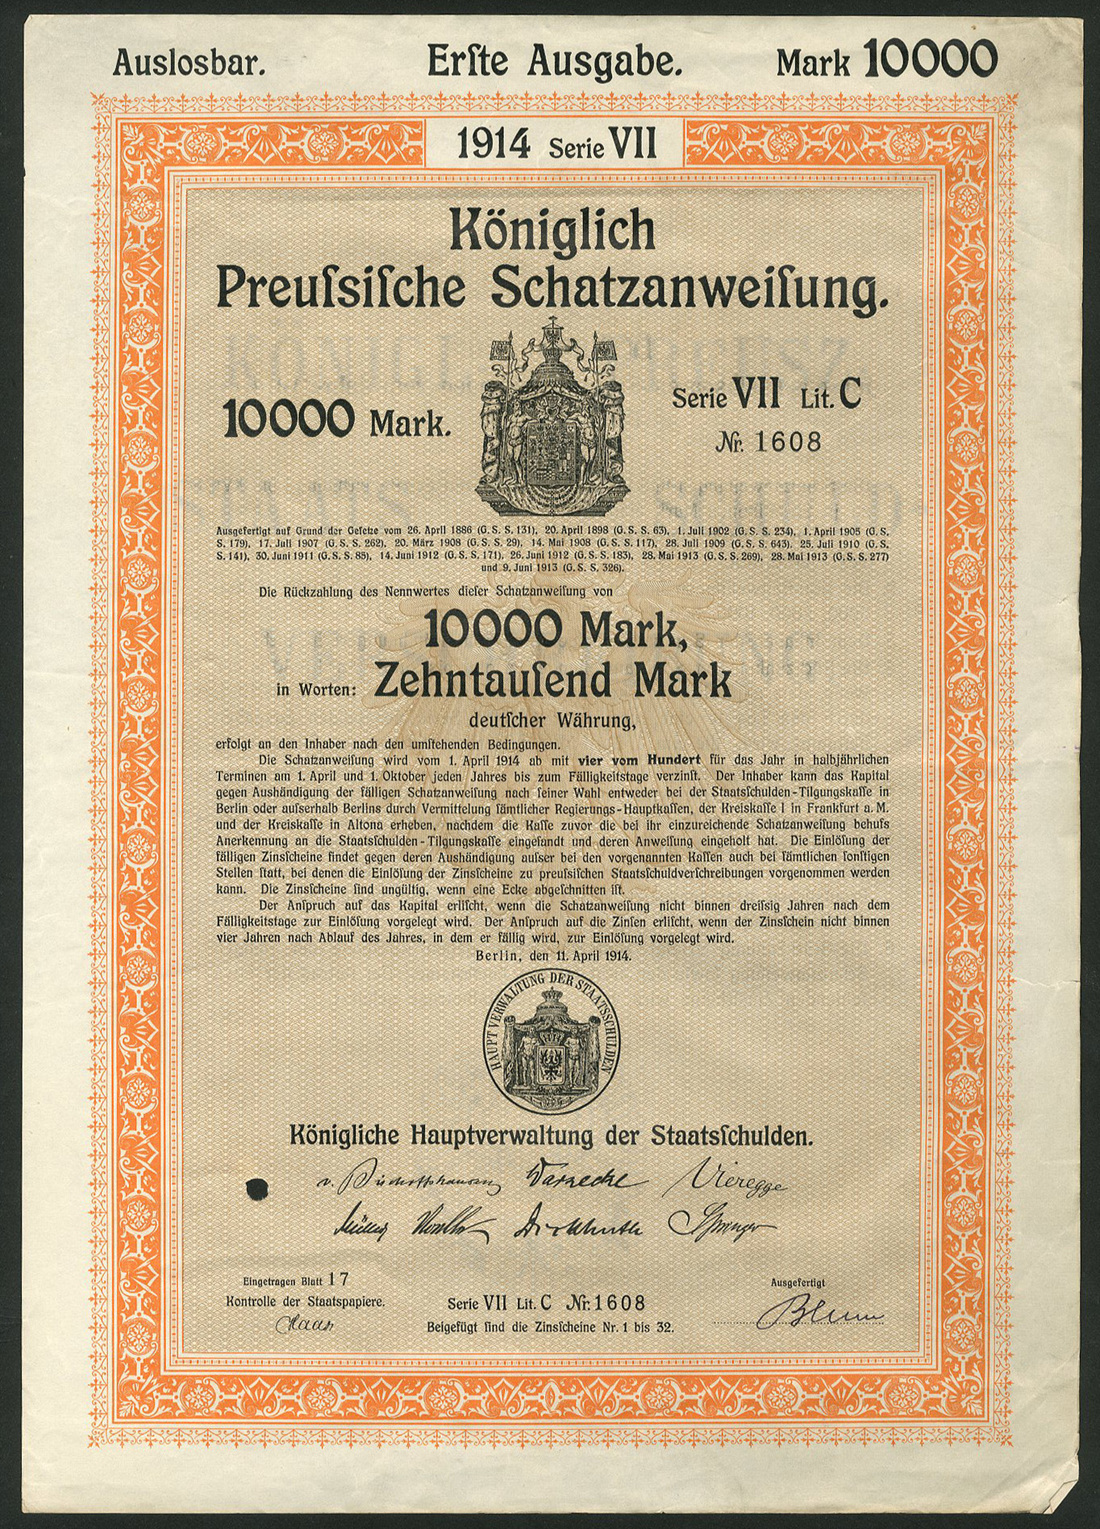 Auslosbar. Erſte Ausgabe. Mark 10000
1914 Serie VII
Königlich
Preuſsiſche Schatzanweiſung.
10000 Mark.
Serie VII Lit. C
Nr. 1608
Ausgefertigt auf Grund der Geſetze vom 26. April 1886 (G. S. S. 131), 20. April 1898 (G. S. S. 63), 1. Juli 1902 (G. S. S. 234), 1. April 1905 (G. S.
S. 179), 17. Juli 1907 (G. S. S. 262), 20. März 1908 (G. S. S. 29), 14. Mai 1908 (G. S. S. 117), 28. Juli 1909 (G. S. S. 643), 25. Juli 1910 (G. S.
S. 141), 30. Juni 1911 (G. S. S. 85), 14. Juni 1912 (G. S. S. 171), 26. Juni 1912 (G. S. S. 183), 28. Mai 1913 (G. S. S. 269), 28. Mai 1913 (G. S. S. 277)
und 9. Juni 1913 (G. S. S. 326).
Die Rückzahlung des Nennwertes dieſer Schatzanweiſung von
10000 Mark,
in Worten: Zehntauſend Mark
deutſcher Währung,
erfolgt an den Inhaber nach den umſtehenden Bedingungen.
Die Schatzanweiſung wird vom 1. April 1914 ab mit vier vom Hundert für das Jahr in halbjährlichen
Terminen am 1. April und 1. Oktober jeden Jahres bis zum Fälligkeitstage verzinſt. Der Inhaber kann das Kapital
gegen Aushändigung der fälligen Schatzanweiſung nach ſeiner Wahl entweder bei der Staatsſchulden-Tilgungskaſſe in
Berlin oder auſserhalb Berlins durch Vermittelung ſämtlicher Regierungs-Hauptkaſſen, der Kreiskaſſe I in Frankfurt a. M.
und der Kreiskaſſe in Altona erheben, nachdem die Kaſſe zuvor die bei ihr einzureichende Schatzanweiſung behufs
Anerkennung an die Staatsſchulden-Tilgungskaſſe eingeſandt und deren Anweiſung eingeholt hat. Die Einlöſung der
fälligen Zinsſcheine findet gegen deren Aushändigung auſser bei den vorgenannten Kaſſen auch bei ſämtlichen ſonſtigen
Stellen ſtatt, bei denen die Einlöſung der Zinsſcheine zu preuſsiſchen Staatsſchuldverſchreibungen vorgenommen werden
kann. Die Zinsſcheine ſind ungültig, wenn eine Ecke abgeſchnitten iſt.
Der Anſpruch auf das Kapital erliſcht, wenn die Schatzanweiſung nicht binnen dreiſsig Jahren nach dem
Fälligkeitstage zur Einlöſung vorgelegt wird. Der Anſpruch auf die Zinſen erliſcht, wenn der Zinsſchein nicht binnen
vier Jahren nach Ablauf des Jahres, in dem er fällig wird, zur Einlöſung vorgelegt wird.
Berlin, den 11. April 1914.
HAUPTVERWALTUNG DER STAATSSCHULDEN
Königliche Hauptverwaltung der Staatsſchulden.
v. Bischoffshausen Warnecke Vieregge
Müller Dickhuth Springer
Eingetragen Blatt 17
Kontrolle der Staatspapiere.
Maas
Serie VII Lit. C Nr. 1608
Beigefügt ſind die Zinsſcheine Nr. 1 bis 32.
Ausgefertigt
Blum